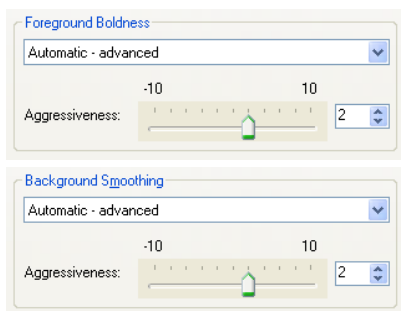 Foreground Boldness
Automatic - advanced
-10 10
Aggressiveness: 2
Background Smoothing
Automatic - advanced
-10 10
Aggressiveness: 2